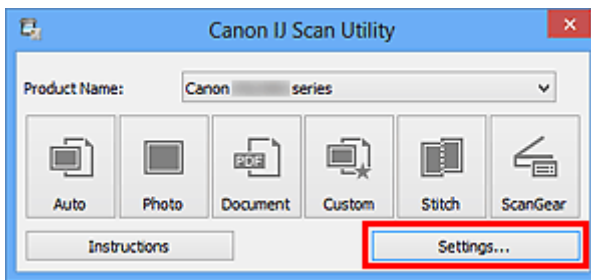 Canon IJ Scan Utility
Product Name: Canon series
PDF
Auto Photo Document Custom Stitch ScanGear
Instructions Settings...